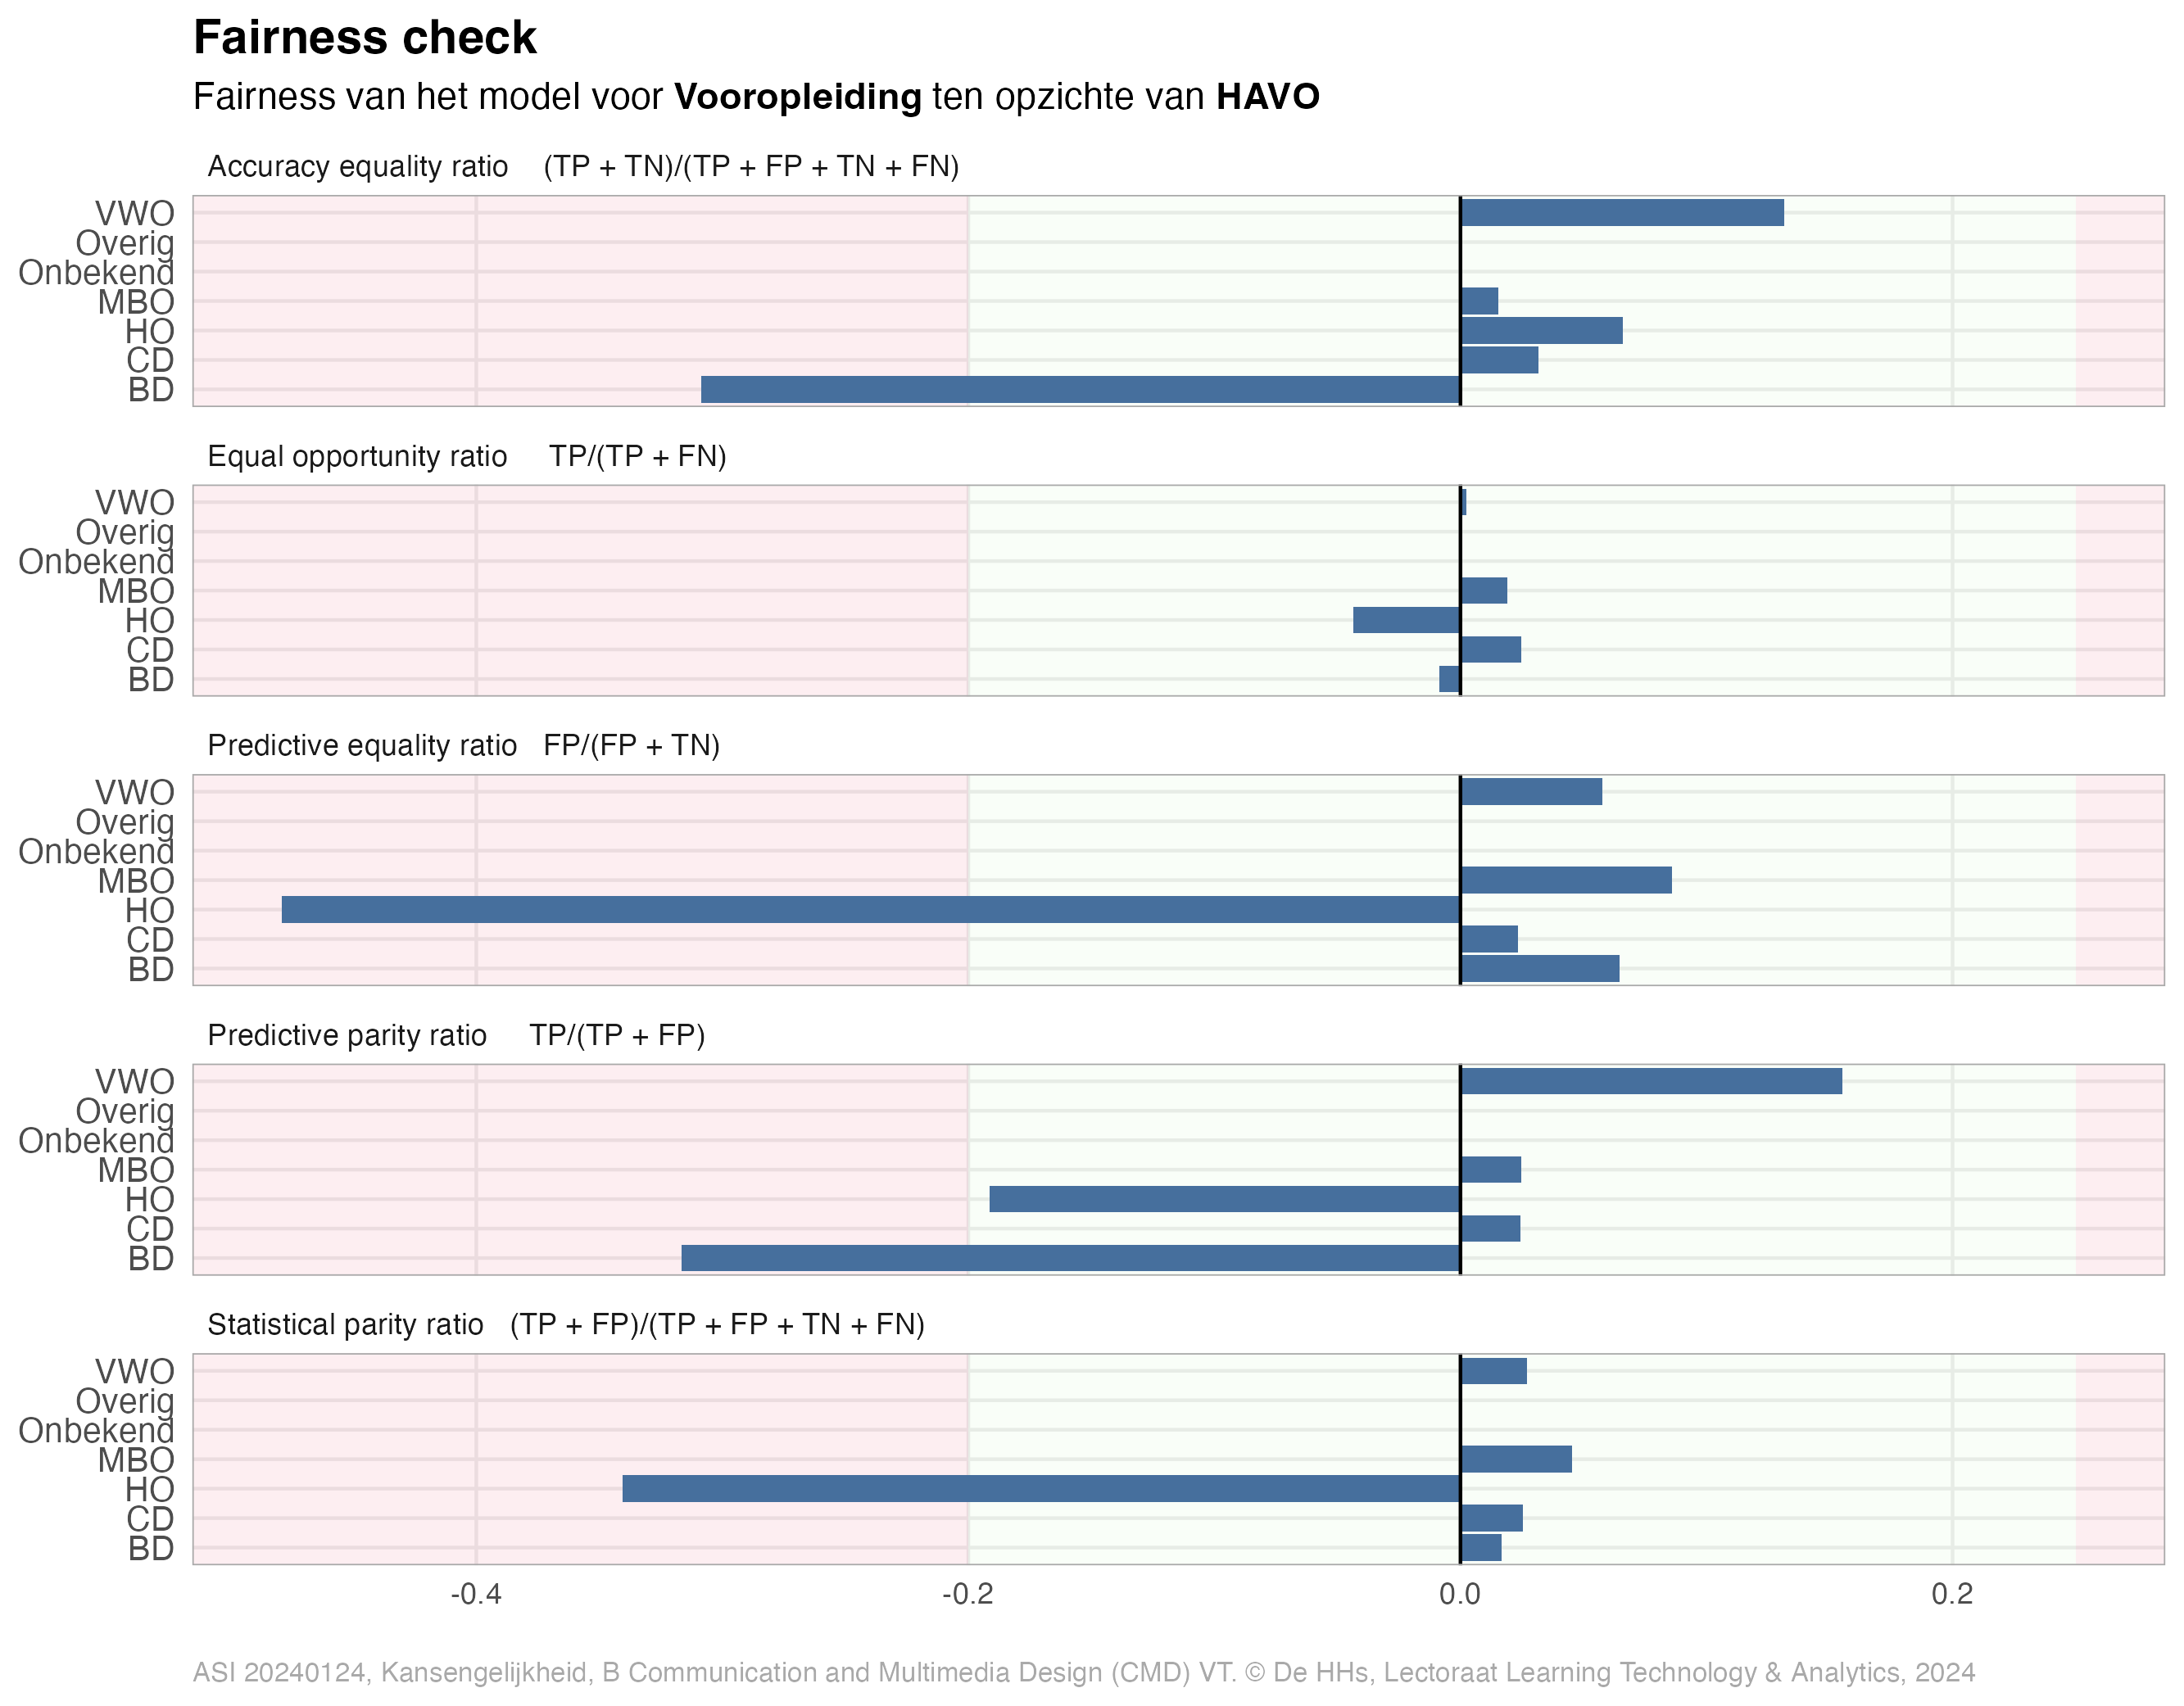 Fairness check
Fairness van het model voor Vooropleiding ten opzichte van HAVO
Accuracy equality ratio (TP + TN)/(TP + FP + TN + FN)
VWO
Overig
Onbekend
MBO
HO
CD
BD
Equal opportunity ratio TP/(TP + FN)
VWO
Overig
Onbekend
MBO
HO
CD
BD
Predictive equality ratio FP/(FP + TN)
VWO
Overig
Onbekend
MBO
HO
CD
BD
Predictive parity ratio TP/(TP + FP)
VWO
Overig
Onbekend
MBO
HO
CD
BD
Statistical parity ratio (TP + FP)/(TP + FP + TN + FN)
VWO
Overig
Onbekend
MBO
HO
CD
BD
-0.4 -0.2 0.0 0.2
ASI 20240124, Kansengelijkheid, B Communication and Multimedia Design (CMD) VT. © De HHs, Lectoraat Learning Technology & Analytics, 2024